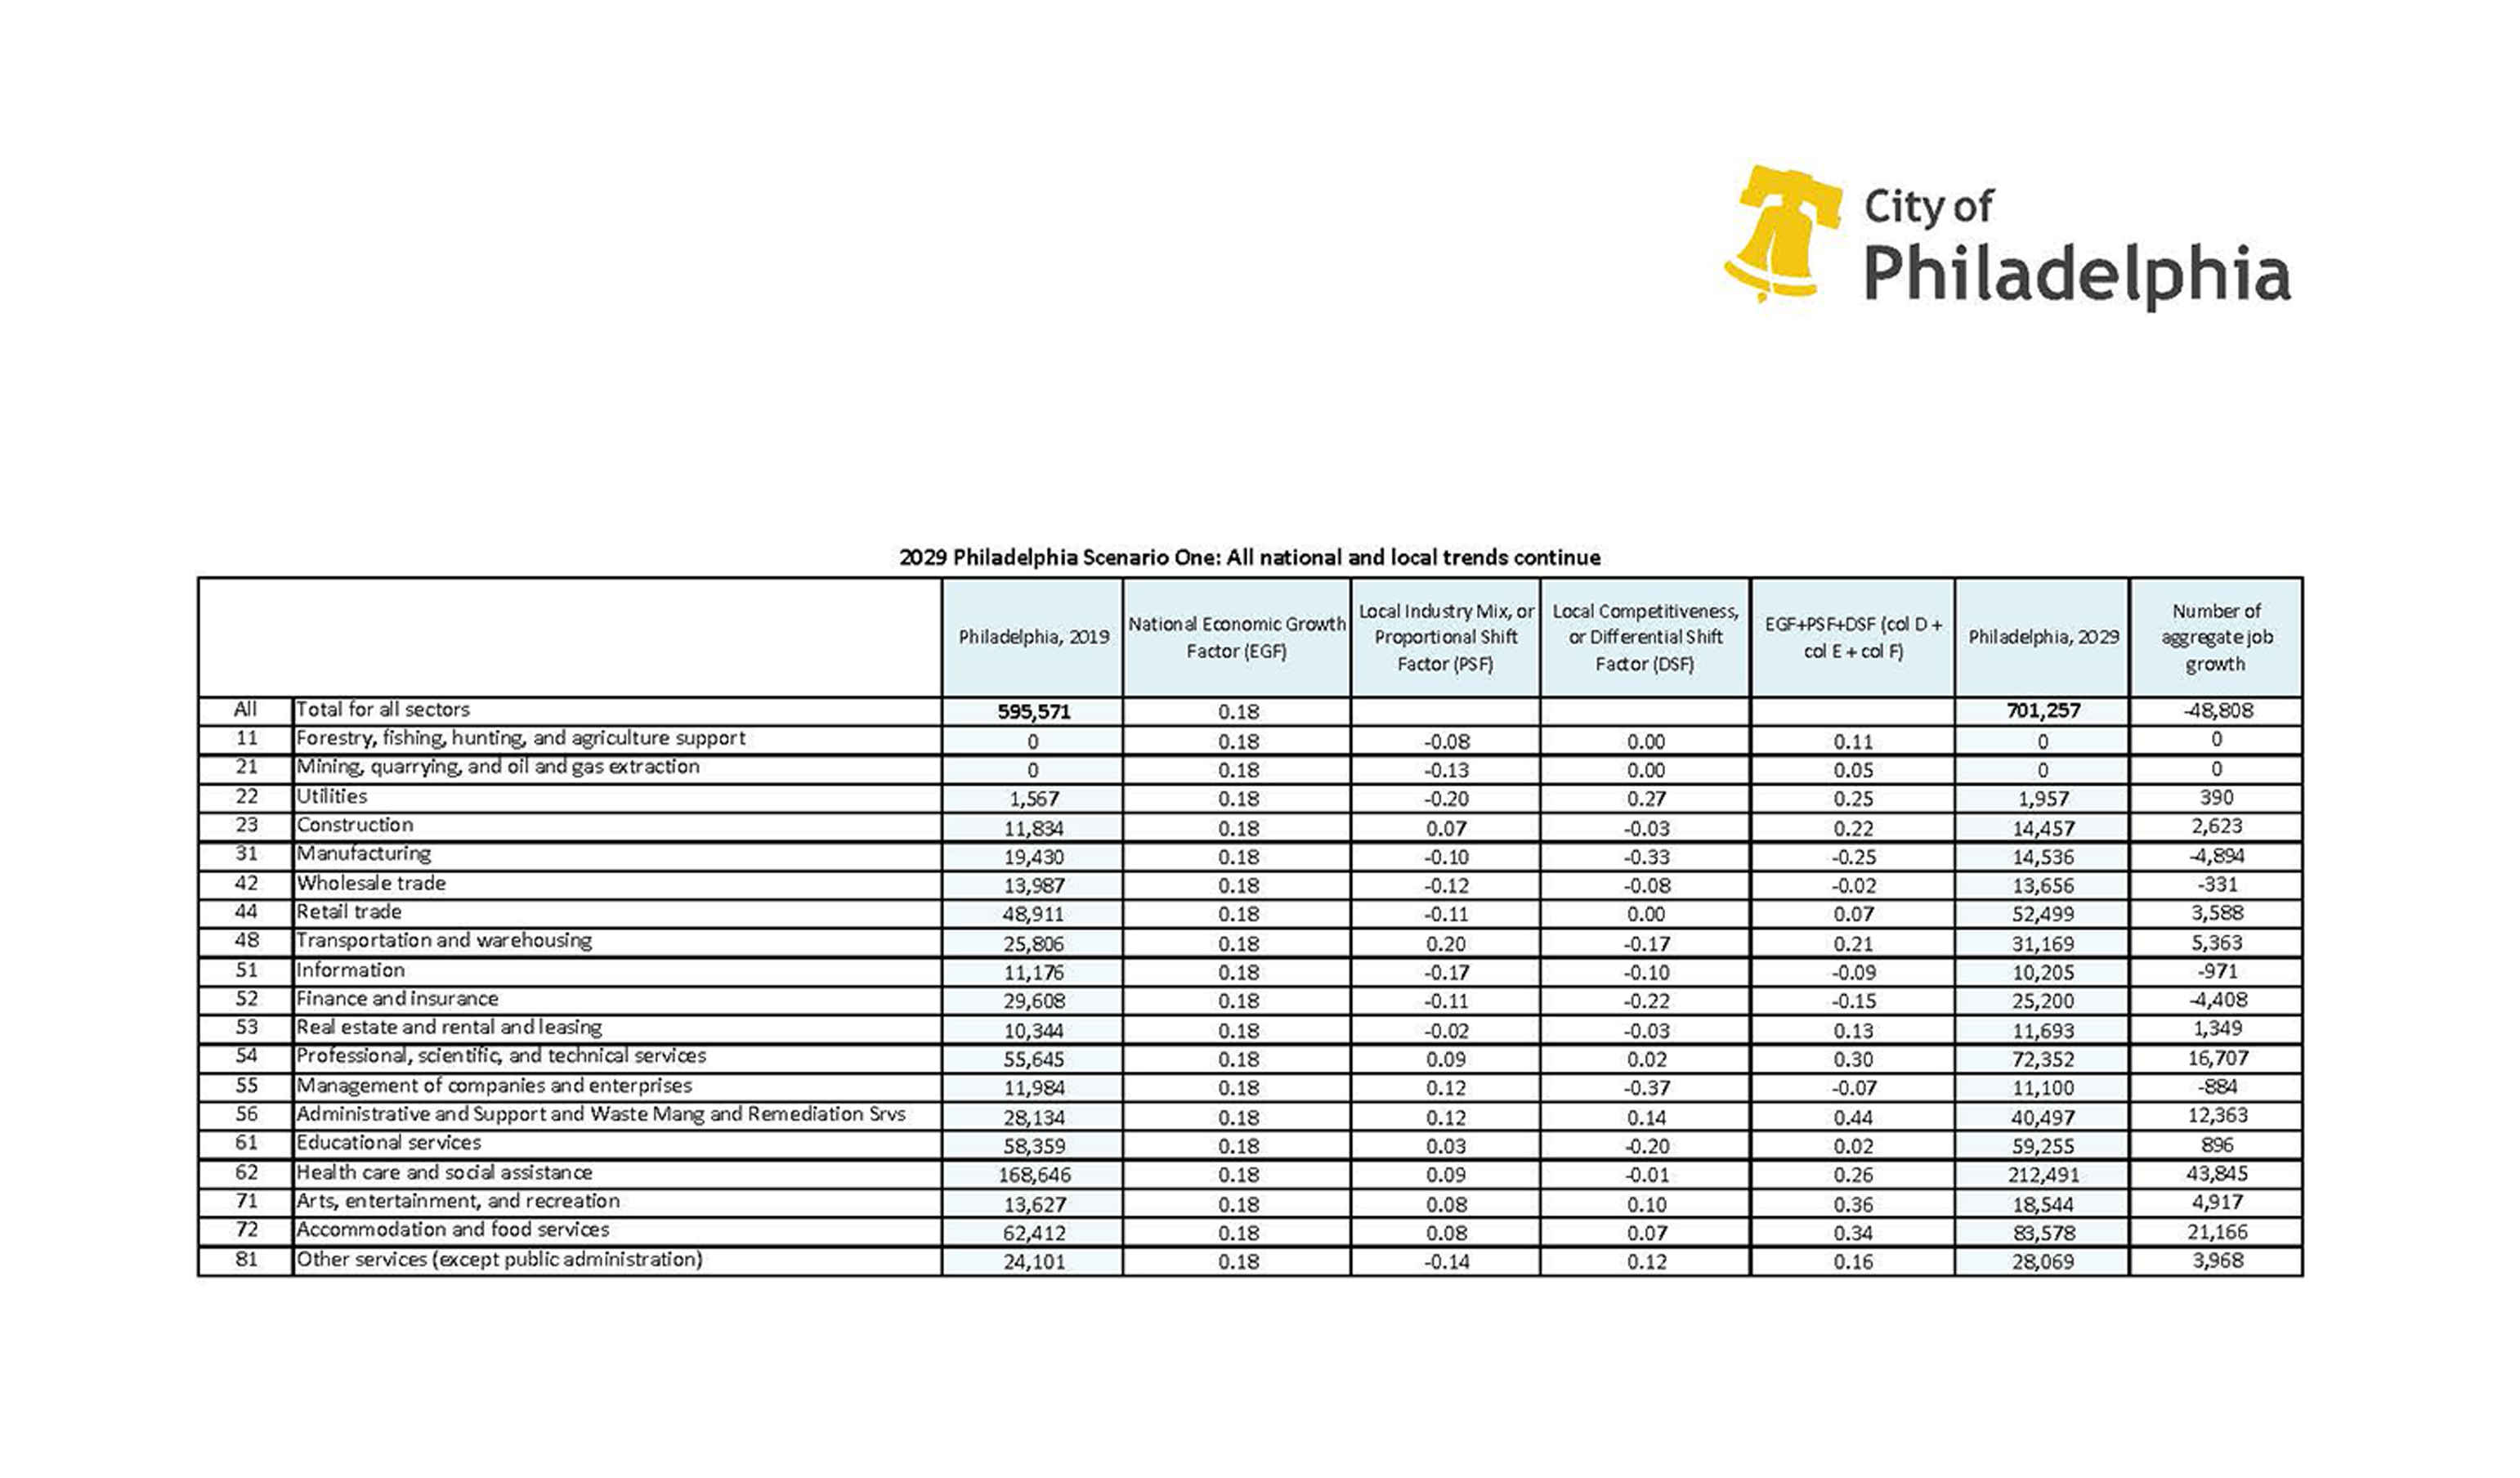 City of
Philadelphia
2029 Philadelphia Scenario One: All national and local trends continue
Philadelphia, 2019 National Economic Growth Factor (EGF) Local Industry Mix, or Proportional Shift Factor (PSF) Local Competitiveness, or Differential Shift Factor (DSF) EGF+PSF+DSF (col D + col E + col F) Philadelphia, 2029 Number of aggregate job growth
All Total for all sectors 595,571 0.18 701,257 -48,808
11 Forestry, fishing, hunting, and agriculture support 0 0.18 -0.08 0.00 0.11 0 0
21 Mining, quarrying, and oil and gas extraction 0 0.18 -0.13 0.00 0.05 0 0
22 Utilities 1,567 0.18 -0.20 0.27 0.25 1,957 390
23 Construction 11,834 0.18 0.07 -0.03 0.22 14,457 2,623
31 Manufacturing 19,430 0.18 -0.10 -0.33 -0.25 14,536 -4,894
42 Wholesale trade 13,987 0.18 -0.12 -0.08 -0.02 13,656 -331
44 Retail trade 48,911 0.18 -0.11 0.00 0.07 52,499 3,588
48 Transportation and warehousing 25,806 0.18 0.20 -0.17 0.21 31,169 5,363
51 Information 11,176 0.18 -0.17 -0.10 -0.09 10,205 -971
52 Finance and insurance 29,608 0.18 -0.11 -0.22 -0.15 25,200 -4,408
53 Real estate and rental and leasing 10,344 0.18 -0.02 -0.03 0.13 11,693 1,349
54 Professional, scientific, and technical services 55,645 0.18 0.09 0.02 0.30 72,352 16,707
55 Management of companies and enterprises 11,984 0.18 0.12 -0.37 -0.07 11,100 -884
56 Administrative and Support and Waste Mang and Remediation Srvs 28,134 0.18 0.12 0.14 0.44 40,497 12,363
61 Educational services 58,359 0.18 0.03 -0.20 0.02 59,255 896
62 Health care and social assistance 168,646 0.18 0.09 -0.01 0.26 212,491 43,845
71 Arts, entertainment, and recreation 13,627 0.18 0.08 0.10 0.36 18,544 4,917
72 Accommodation and food services 62,412 0.18 0.08 0.07 0.34 83,578 21,166
81 Other services (except public administration) 24,101 0.18 -0.14 0.12 0.16 28,069 3,968